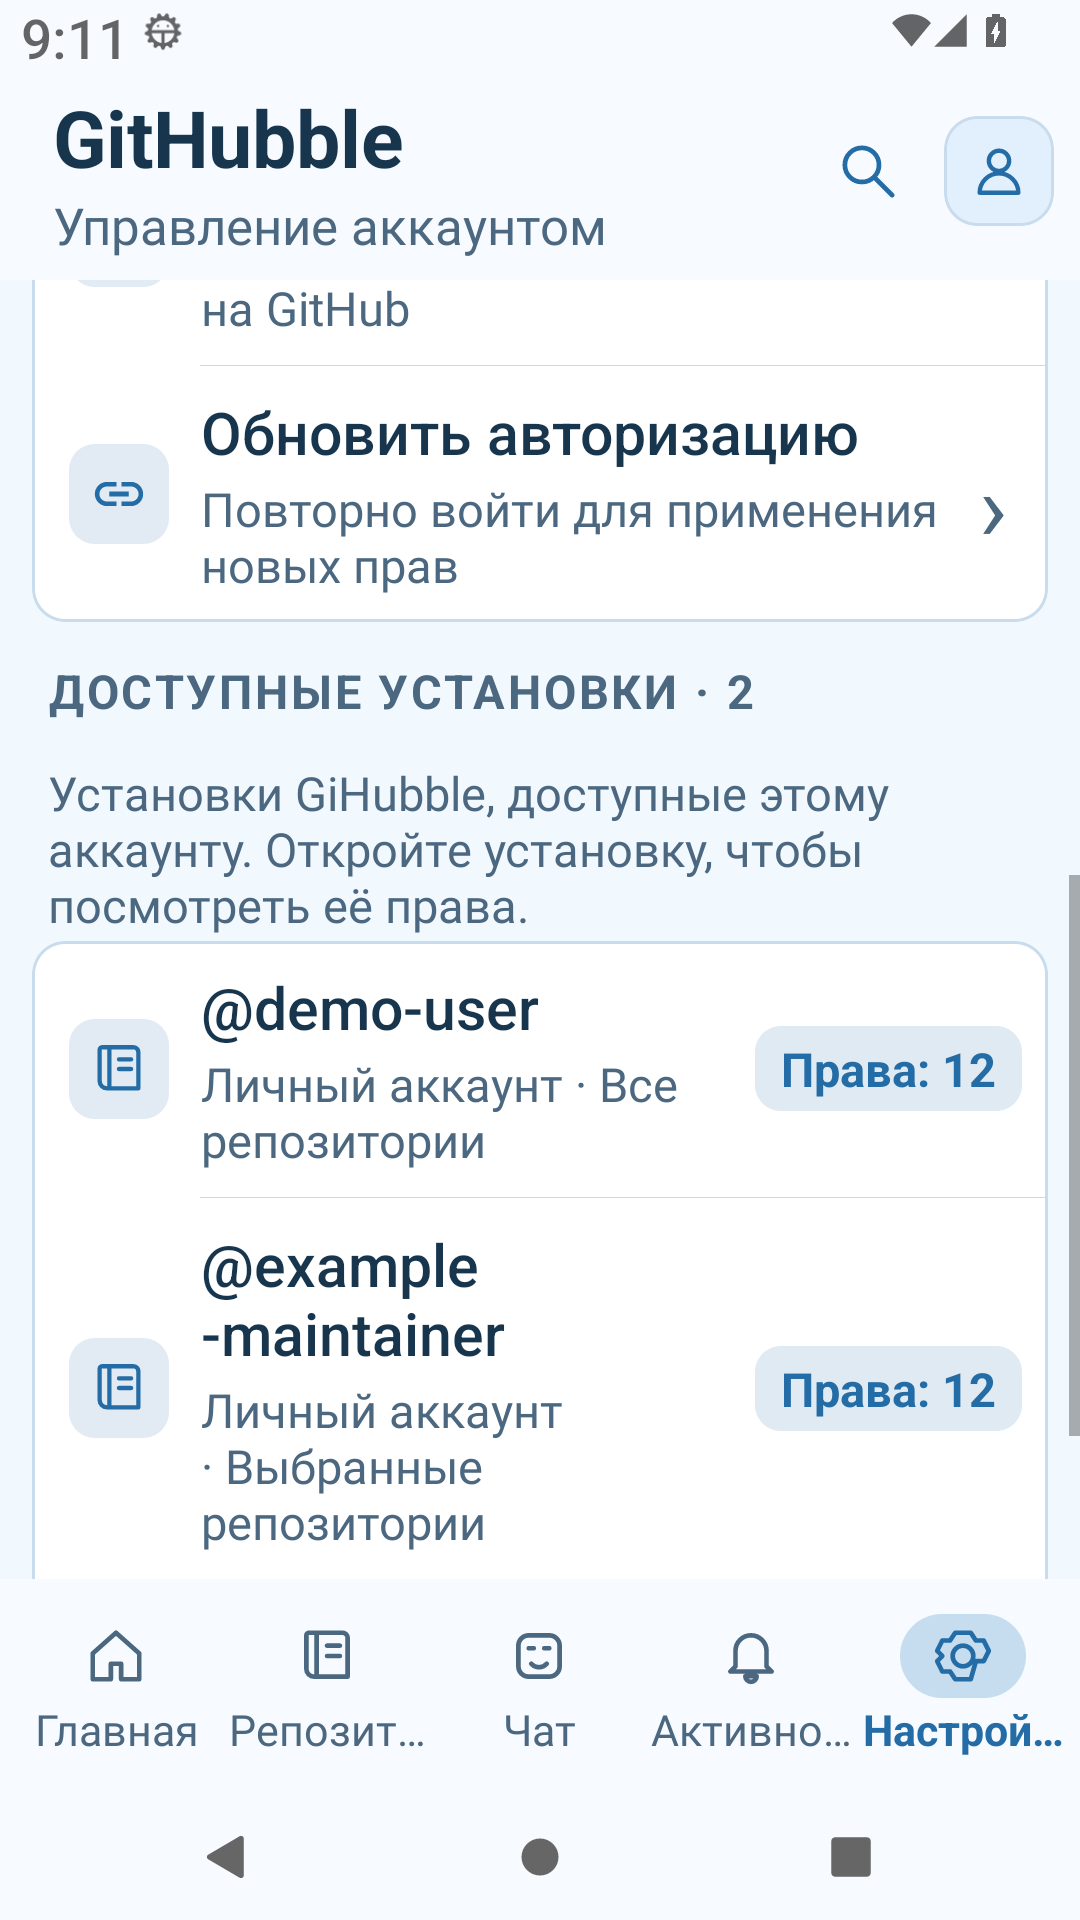 9:11
GitHubble
Управление аккаунтом
на GitHub
Обновить авторизацию
Повторно войти для применения
новых прав
ДОСТУПНЫЕ УСТАНОВКИ · 2
Установки GiHubble, доступные этому
аккаунту. Откройте установку, чтобы
посмотреть её права.
@demo-user
Личный аккаунт · Все
репозитории
Права: 12
@example
-maintainer
Личный аккаунт
· Выбранные
репозитории
Права: 12
Главная
Репозит...
Чат
Активно...
Настрой...